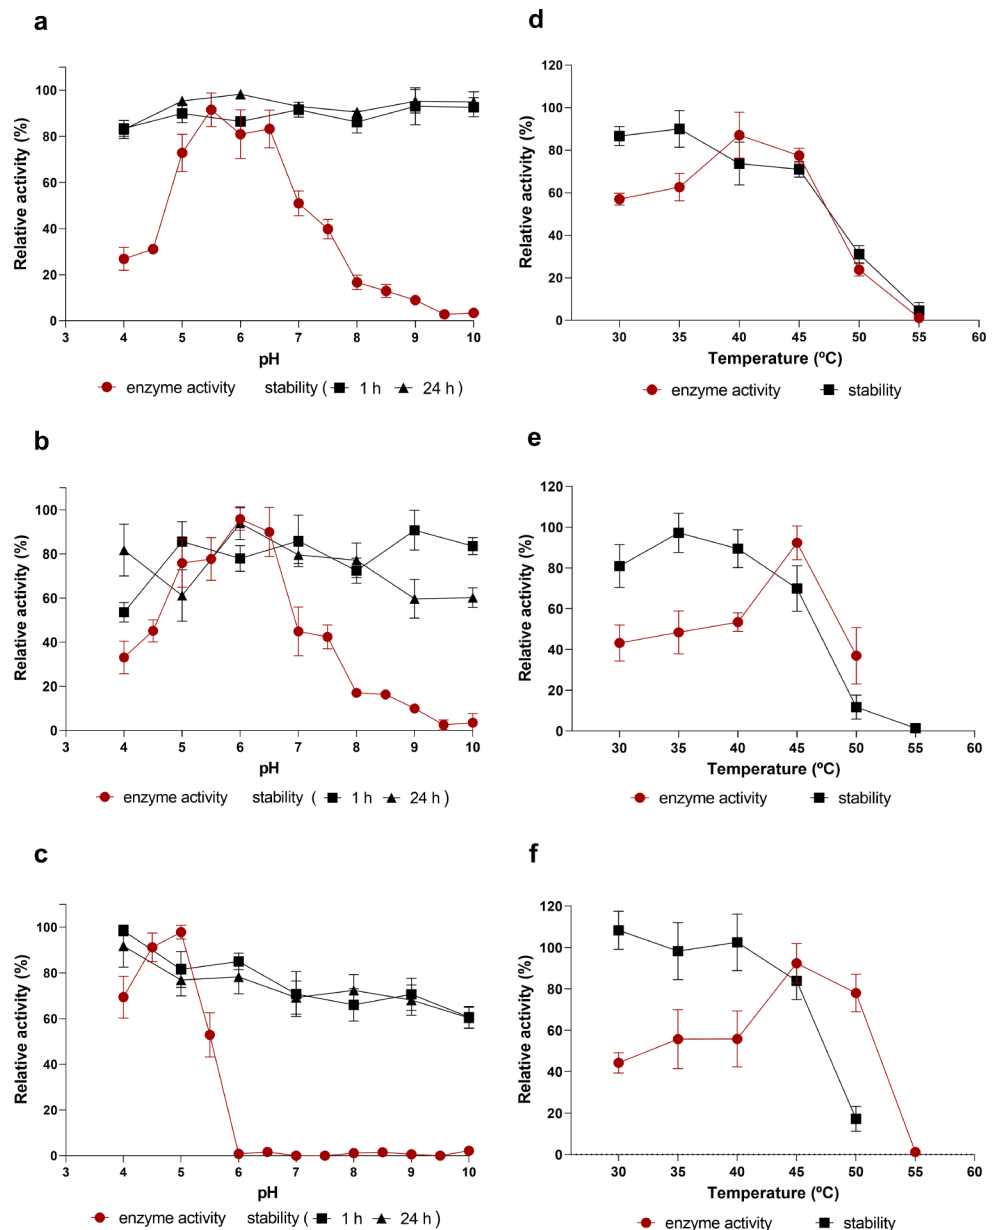 a
Relative activity (%)
100
80
60
40
20
0
3 4 5 6 7 8 9 10
pH
enzyme activity stability ( 1 h 24 h )
d
Relative activity (%)
120
100
80
60
40
20
0
30 35 40 45 50 55 60
Temperature (ºC)
enzyme activity stability
b
Relative activity (%)
100
80
60
40
20
0
3 4 5 6 7 8 9 10
pH
enzyme activity stability ( 1 h 24 h )
e
Relative activity (%)
120
100
80
60
40
20
0
30 35 40 45 50 55 60
Temperature (ºC)
enzyme activity stability
c
Relative activity (%)
100
80
60
40
20
0
3 4 5 6 7 8 9 10
pH
enzyme activity stability ( 1 h 24 h )
f
Relative activity (%)
120
100
80
60
40
20
0
30 35 40 45 50 55 60
Temperature (ºC)
enzyme activity stability